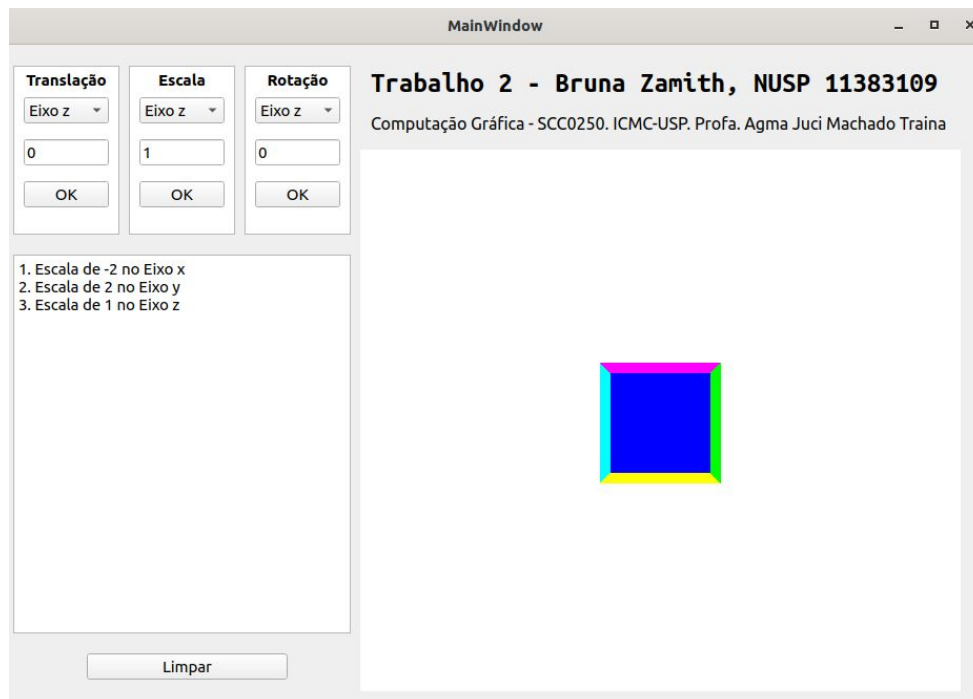 MainWindow
Translação
Eixo z
0
OK
Escala
Eixo z
1
OK
Rotação
Eixo z
0
OK
Trabalho 2 - Bruna Zamith, NUSP 11383109
Computação Gráfica - SCC0250. ICMC-USP. Profa. Agma Juci Machado Traina
1. Escala de -2 no Eixo x
2. Escala de 2 no Eixo y
3. Escala de 1 no Eixo z
Limpar